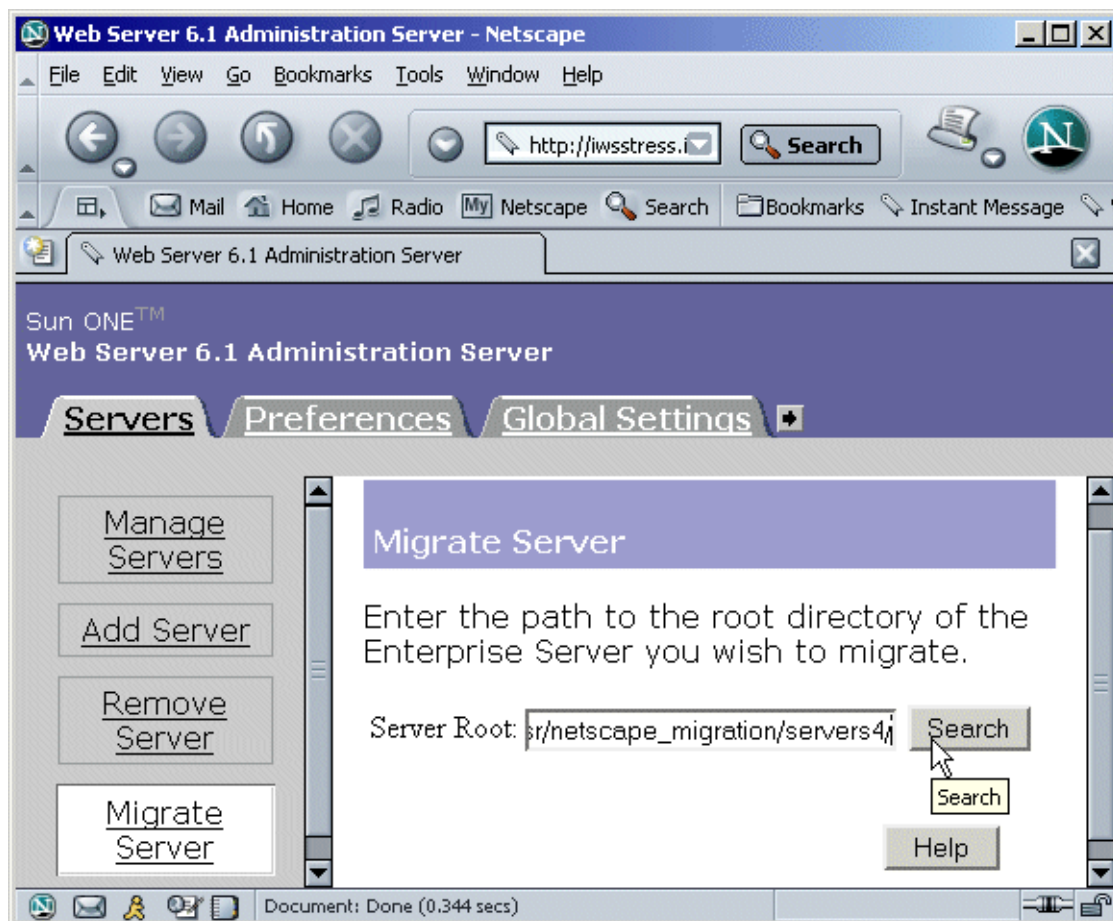 Web Server 6.1 Administration Server - Netscape
File Edit View Go Bookmarks Tools Window Help
http://iwsstress.i Search N
Mail Home Radio My Netscape Search Bookmarks Instant Message
Web Server 6.1 Administration Server
Sun ONE™
Web Server 6.1 Administration Server
Servers Preferences Global Settings
Manage
Servers
Add Server
Remove
Server
Migrate
Server
Migrate Server
Enter the path to the root directory of the
Enterprise Server you wish to migrate.
Server Root: sr/netscape_migration/servers4/ Search
Search
Help
Document: Done (0.344 secs)